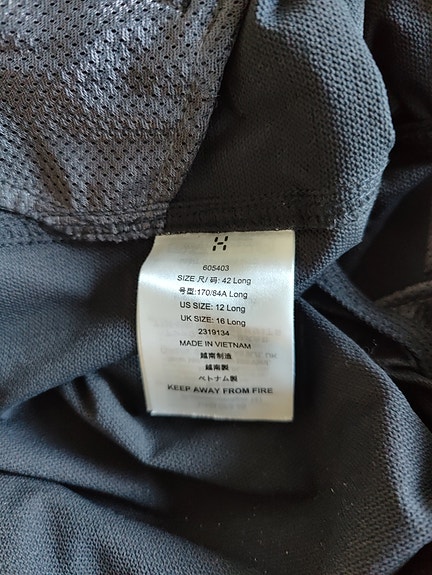 H
605403
SIZE 尺/ 码: 42 Long
号型:170/84A Long
US SIZE: 12 Long
UK SIZE: 16 Long
2319134
MADE IN VIETNAM
越南制造
越南製
ベトナム製
KEEP AWAY FROM FIRE